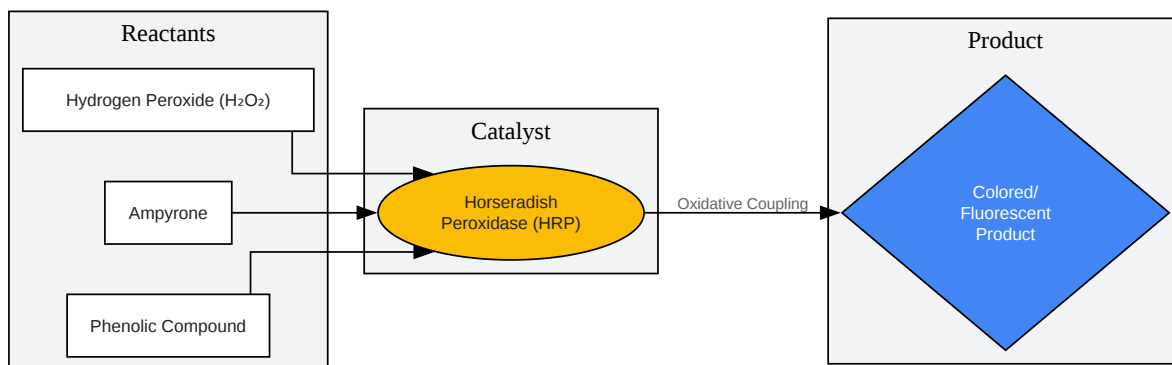 Reactants
Hydrogen Peroxide (H₂O₂)
Ampyrone
Phenolic Compound
Catalyst
Horseradish
Peroxidase (HRP)
Oxidative Coupling
Product
Colored/
Fluorescent
Product